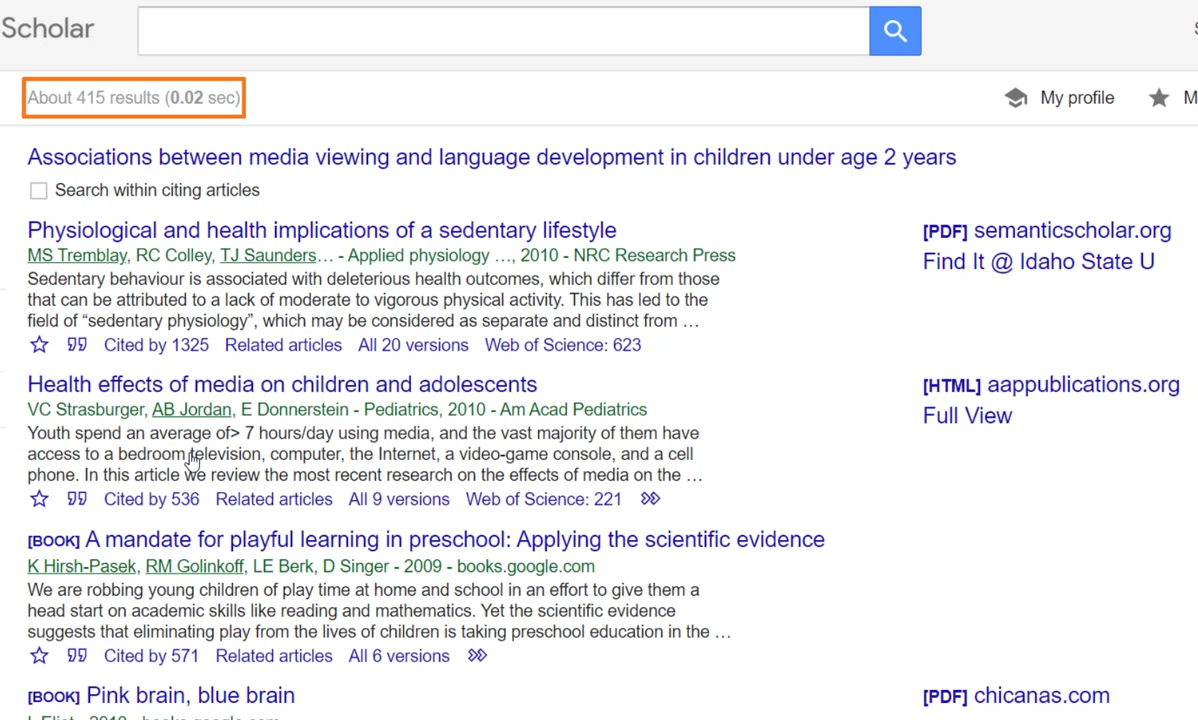 Scholar
About 415 results (0.02 sec)
My profile
M
Associations between media viewing and language development in children under age 2 years
Search within citing articles
Physiological and health implications of a sedentary lifestyle
[PDF] semanticscholar.org
MS Tremblay, RC Colley, TJ Saunders… - Applied physiology …, 2010 - NRC Research Press
Find It @ Idaho State U
Sedentary behaviour is associated with deleterious health outcomes, which differ from those
that can be attributed to a lack of moderate to vigorous physical activity. This has led to the
field of “sedentary physiology”, which may be considered as separate and distinct from …
Cited by 1325 Related articles All 20 versions Web of Science: 623
Health effects of media on children and adolescents
[HTML] aappublications.org
VC Strasburger, AB Jordan, E Donnerstein - Pediatrics, 2010 - Am Acad Pediatrics
Full View
Youth spend an average of> 7 hours/day using media, and the vast majority of them have
access to a bedroom television, computer, the Internet, a video-game console, and a cell
phone. In this article we review the most recent research on the effects of media on the …
Cited by 536 Related articles All 9 versions Web of Science: 221
[BOOK] A mandate for playful learning in preschool: Applying the scientific evidence
K Hirsh-Pasek, RM Golinkoff, LE Berk, D Singer - 2009 - books.google.com
We are robbing young children of play time at home and school in an effort to give them a
head start on academic skills like reading and mathematics. Yet the scientific evidence
suggests that eliminating play from the lives of children is taking preschool education in the …
Cited by 571 Related articles All 6 versions
[BOOK] Pink brain, blue brain
[PDF] chicanas.com